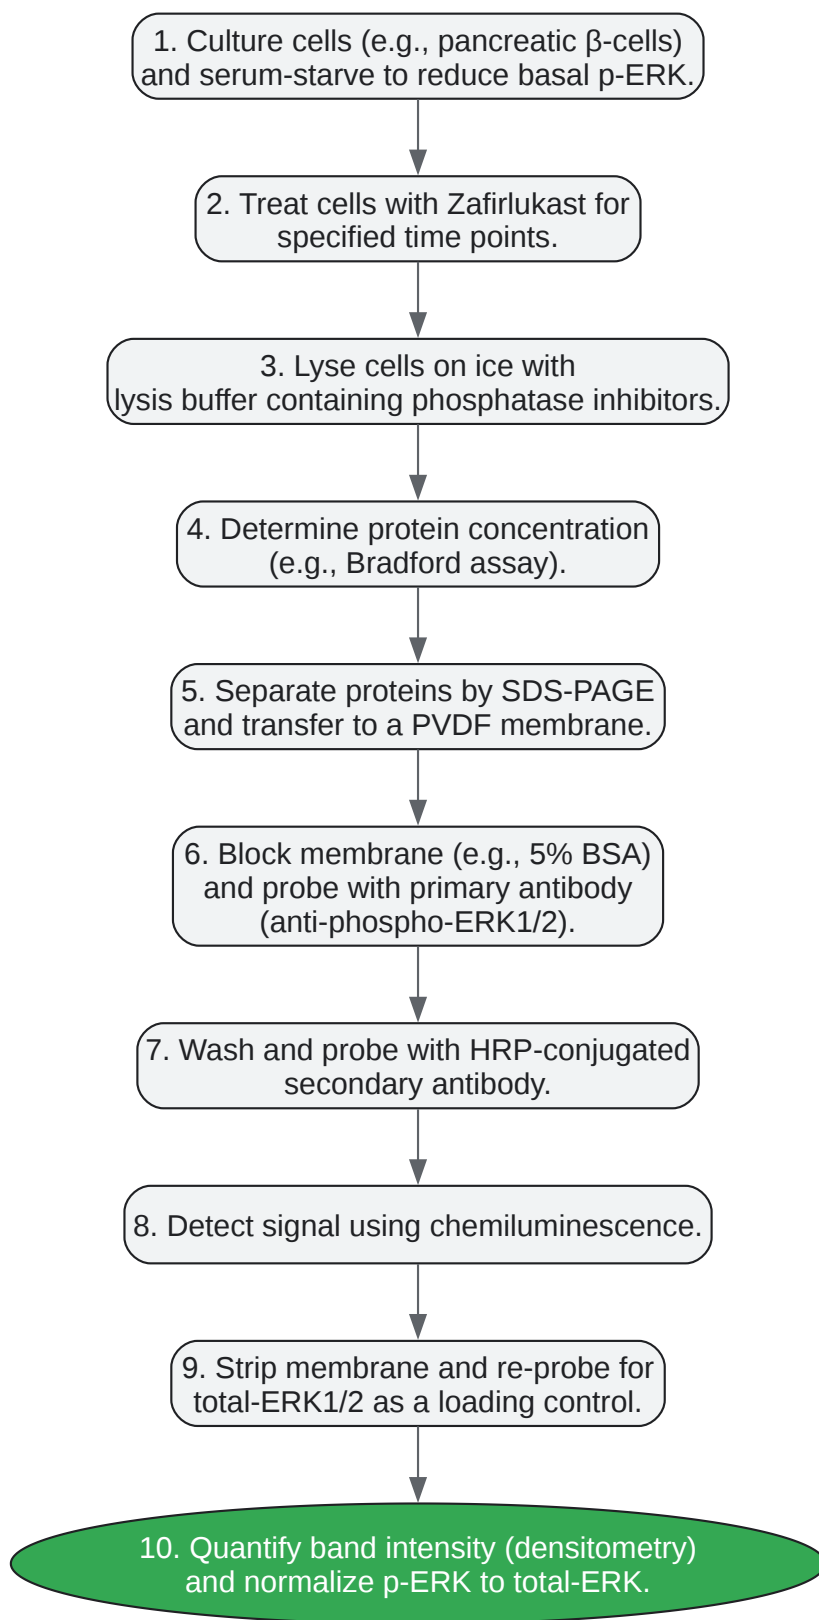 1. Culture cells (e.g., pancreatic β-cells)
and serum-starve to reduce basal p-ERK.
2. Treat cells with Zafirlukast for
specified time points.
3. Lyse cells on ice with
lysis buffer containing phosphatase inhibitors.
4. Determine protein concentration
(e.g., Bradford assay).
5. Separate proteins by SDS-PAGE
and transfer to a PVDF membrane.
6. Block membrane (e.g., 5% BSA)
and probe with primary antibody
(anti-phospho-ERK1/2).
7. Wash and probe with HRP-conjugated
secondary antibody.
8. Detect signal using chemiluminescence.
9. Strip membrane and re-probe for
total-ERK1/2 as a loading control.
10. Quantify band intensity (densitometry)
and normalize p-ERK to total-ERK.